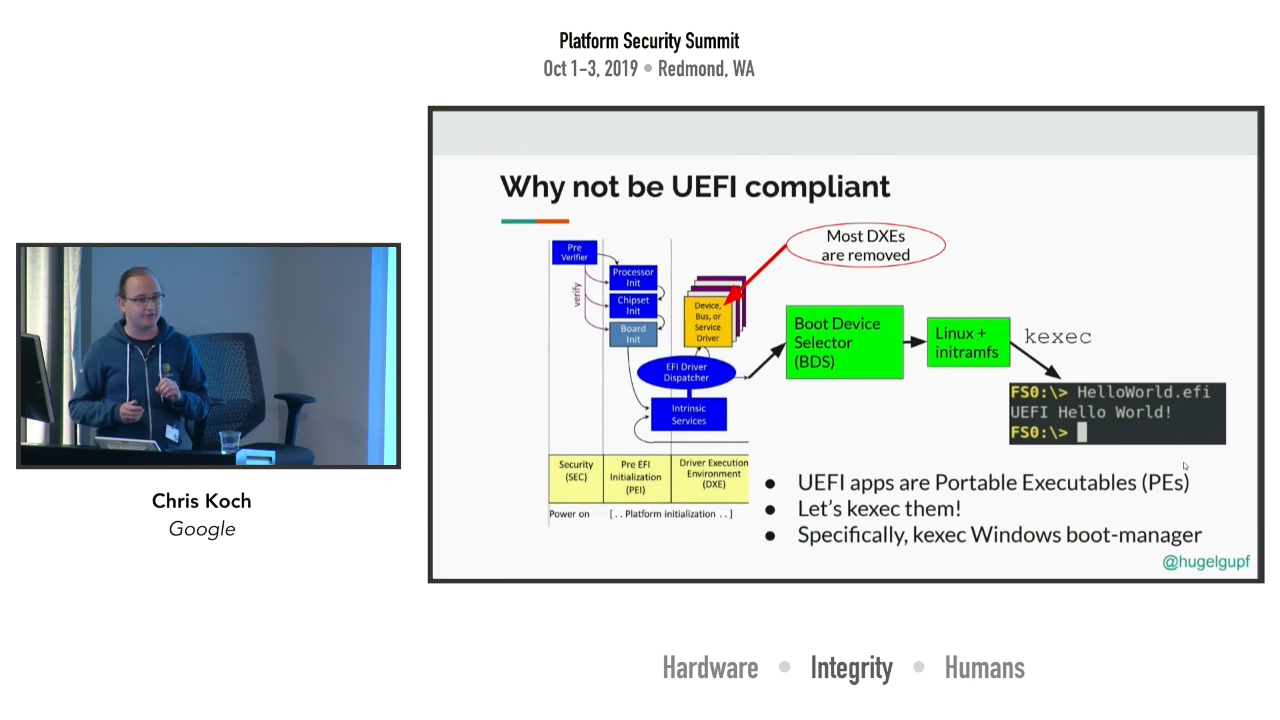 Platform Security Summit
Oct 1-3, 2019 • Redmond, WA
Why not be UEFI compliant
Most DXEs
are removed
Pre
Verifier
Processor
Init
verify
Chipset
Init
Board
Init
Device,
Bus, or
Service
Driver
EFI Driver
Dispatcher
Intrinsic
Services
Boot Device
Selector
(BDS)
Linux +
initramfs
kexec
FS0:\> HelloWorld.efi
UEFI Hello World!
FS0:\>
Security
(SEC)
Pre EFI
Initialization
(PEI)
Driver Execution
Environment
(DXE)
Power on
[ . . Platform initialization . . ]
● UEFI apps are Portable Executables (PEs)
● Let's kexec them!
● Specifically, kexec Windows boot-manager
@hugelgupf
Chris Koch
Google
Hardware • Integrity • Humans